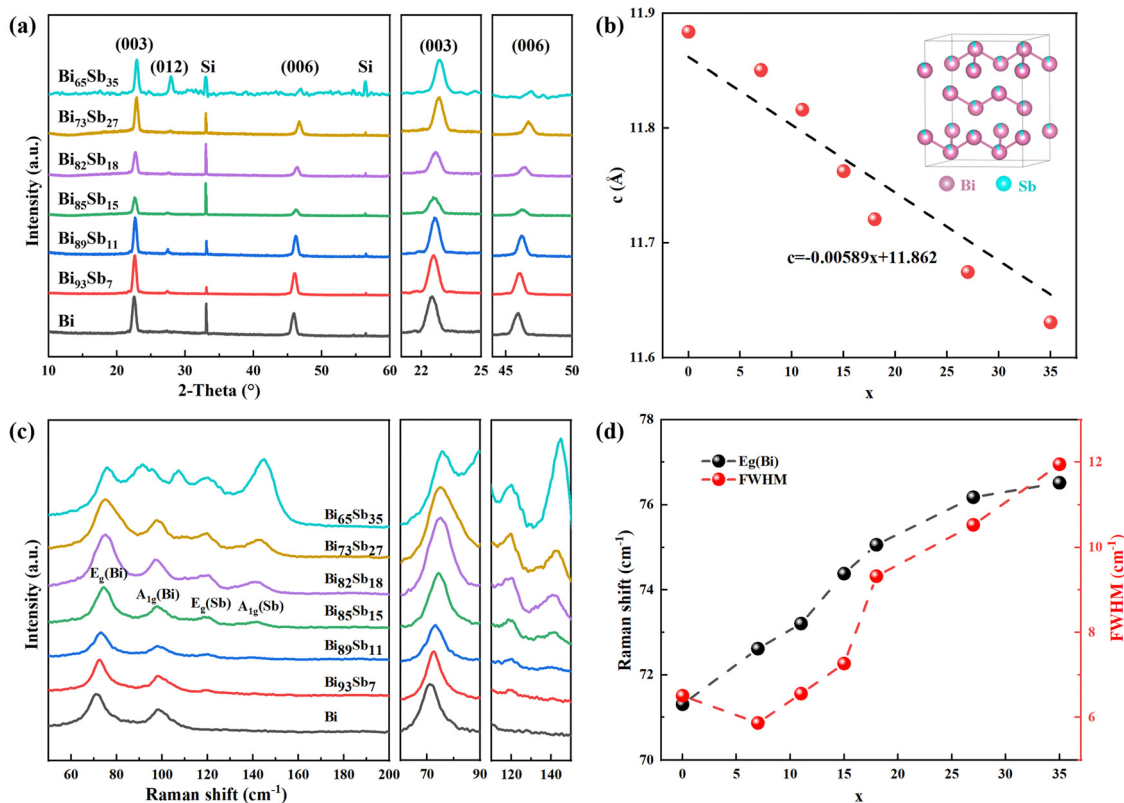 (a)
(003)
(012)
Si
(006)
Si
(003)
(006)
Bi65Sb35
Bi73Sb27
Bi82Sb18
Bi85Sb15
Bi89Sb11
Bi93Sb7
Bi
Intensity (a.u.)
10 20 30 40 50 60
22 25
45 50
2-Theta (°)
(b)
11.9
11.8
11.7
11.6
c (Å)
Bi Sb
c=-0.00589x+11.862
0 5 10 15 20 25 30 35
x
(c)
Bi65Sb35
Bi73Sb27
Bi82Sb18
Bi85Sb15
Bi89Sb11
Bi93Sb7
Bi
Eg(Bi)
A1g(Bi)
Eg(Sb)
A1g(Sb)
Intensity (a.u.)
60 80 100 120 140 160 180 200
70 90
120 140
Raman shift (cm-1)
(d)
Eg(Bi)
FWHM
78
76
74
72
70
Raman shift (cm-1)
12
10
8
6
FWHM (cm-1)
0 5 10 15 20 25 30 35
x